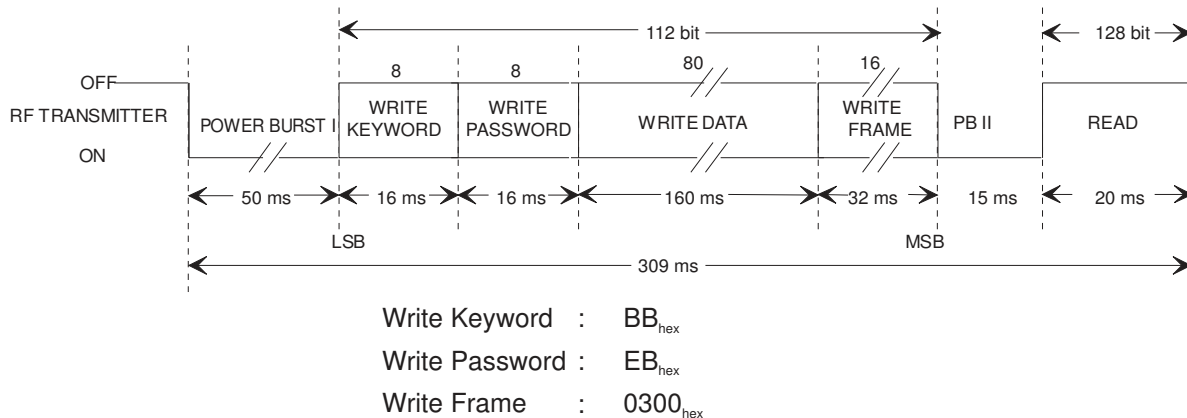 112 bit 128 bit
8 8 80 16
OFF
RF TRANSMITTER POWER BURST I WRITE KEYWORD WRITE PASSWORD WRITE DATA WRITE FRAME PB II READ
ON
50 ms 16 ms 16 ms 160 ms 32 ms 15 ms 20 ms
LSB MSB
309 ms
Write Keyword : BBhex
Write Password : EBhex
Write Frame : 0300hex